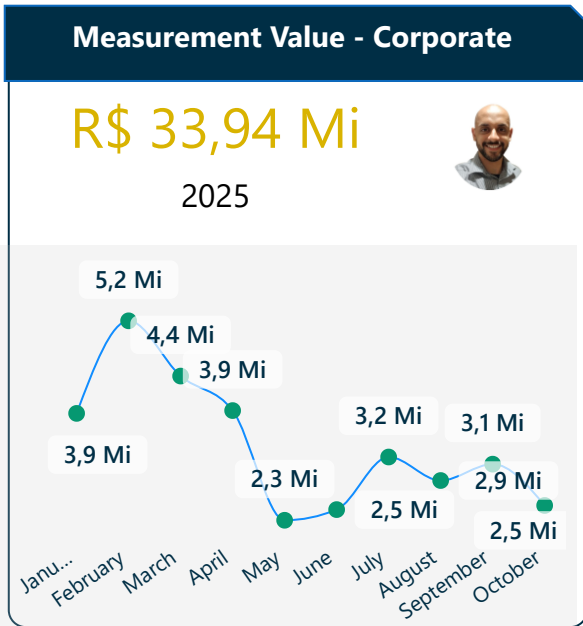 Measurement Value - Corporate
R$ 33,94 Mi
2025
5,2 Mi
4,4 Mi
3,9 Mi
3,9 Mi
2,3 Mi
3,2 Mi
2,5 Mi
3,1 Mi
2,9 Mi
2,5 Mi
Janu...
February
March
April
May
June
July
August
September
October